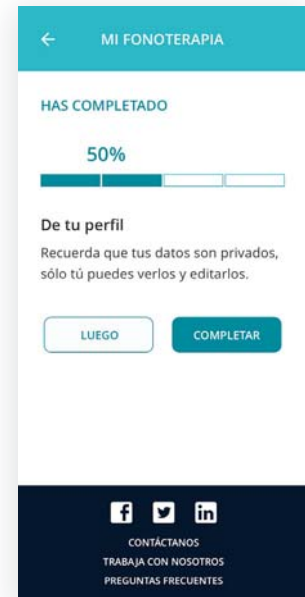 MI FONOTERAPIA
HAS COMPLETADO
50%
De tu perfil
Recuerda que tus datos son privados,
sólo tú puedes verlos y editarlos.
LUEGO COMPLETAR
CONTÁCTANOS
TRABAJA CON NOSOTROS
PREGUNTAS FRECUENTES